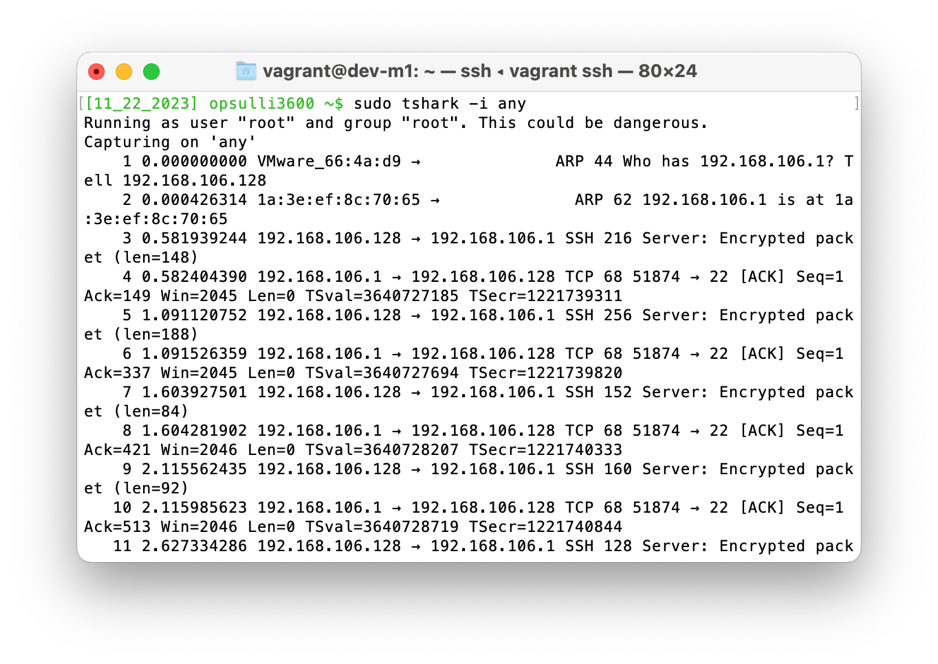 vagrant@dev-m1: ~ — ssh ◂ vagrant ssh — 80×24
[[11_22_2023] opsulli3600 ~$ sudo tshark -i any ]
Running as user "root" and group "root". This could be dangerous.
Capturing on 'any'
    1 0.000000000 VMware_66:4a:d9 →              ARP 44 Who has 192.168.106.1? T
ell 192.168.106.128
    2 0.000426314 1a:3e:ef:8c:70:65 →              ARP 62 192.168.106.1 is at 1a
:3e:ef:8c:70:65
    3 0.581939244 192.168.106.128 → 192.168.106.1 SSH 216 Server: Encrypted pack
et (len=148)
    4 0.582404390 192.168.106.1 → 192.168.106.128 TCP 68 51874 → 22 [ACK] Seq=1
Ack=149 Win=2045 Len=0 TSval=3640727185 TSecr=1221739311
    5 1.091120752 192.168.106.128 → 192.168.106.1 SSH 256 Server: Encrypted pack
et (len=188)
    6 1.091526359 192.168.106.1 → 192.168.106.128 TCP 68 51874 → 22 [ACK] Seq=1
Ack=337 Win=2045 Len=0 TSval=3640727694 TSecr=1221739820
    7 1.603927501 192.168.106.128 → 192.168.106.1 SSH 152 Server: Encrypted pack
et (len=84)
    8 1.604281902 192.168.106.1 → 192.168.106.128 TCP 68 51874 → 22 [ACK] Seq=1
Ack=421 Win=2046 Len=0 TSval=3640728207 TSecr=1221740333
    9 2.115562435 192.168.106.128 → 192.168.106.1 SSH 160 Server: Encrypted pack
et (len=92)
   10 2.115985623 192.168.106.1 → 192.168.106.128 TCP 68 51874 → 22 [ACK] Seq=1
Ack=513 Win=2046 Len=0 TSval=3640728719 TSecr=1221740844
   11 2.627334286 192.168.106.128 → 192.168.106.1 SSH 128 Server: Encrypted pack